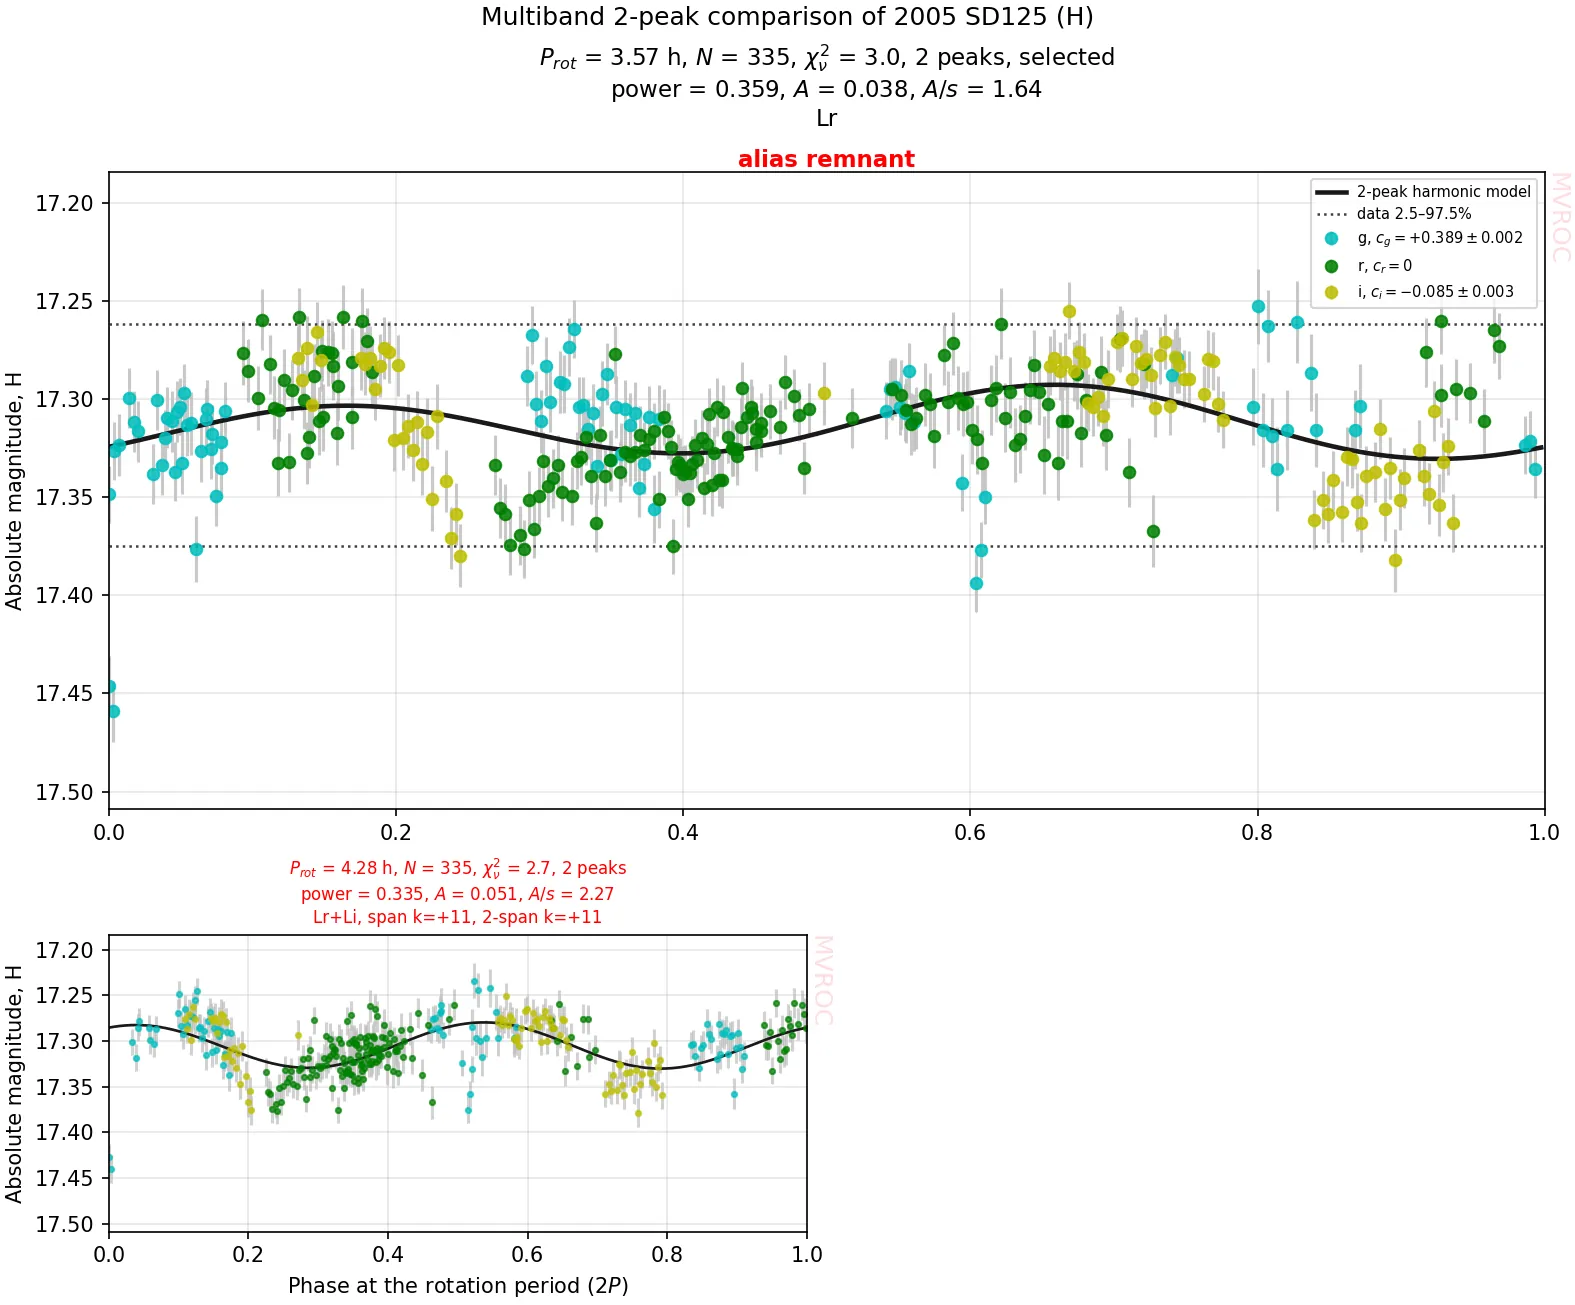 Multiband 2-peak comparison of 2005 SD125 (H)
P_rot = 3.57 h, N = 335, χ²_ν = 3.0, 2 peaks, selected
power = 0.359, A = 0.038, A/s = 1.64
Lr
alias remnant
Absolute magnitude, H
17.20
17.25
17.30
17.35
17.40
17.45
17.50
2-peak harmonic model
data 2.5–97.5%
g, c_g = +0.389 ± 0.002
r, c_r = 0
i, c_i = −0.085 ± 0.003
MVROC
0.0 0.2 0.4 0.6 0.8 1.0
P_rot = 4.28 h, N = 335, χ²_ν = 2.7, 2 peaks
power = 0.335, A = 0.051, A/s = 2.27
Lr+Li, span k=+11, 2-span k=+11
Absolute magnitude, H
17.20
17.25
17.30
17.35
17.40
17.45
17.50
MVROC
0.0 0.2 0.4 0.6 0.8 1.0
Phase at the rotation period (2P)